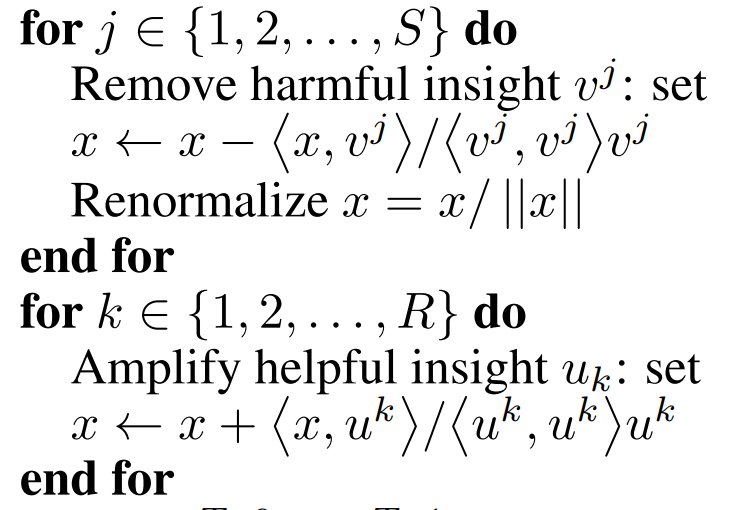 for j ∈ {1, 2, . . . , S} do
Remove harmful insight v^j: set
x ← x − ⟨x, v^j⟩/⟨v^j, v^j⟩v^j
Renormalize x = x/ ||x||
end for
for k ∈ {1, 2, . . . , R} do
Amplify helpful insight u_k: set
x ← x + ⟨x, u^k⟩/⟨u^k, u^k⟩u^k
end for